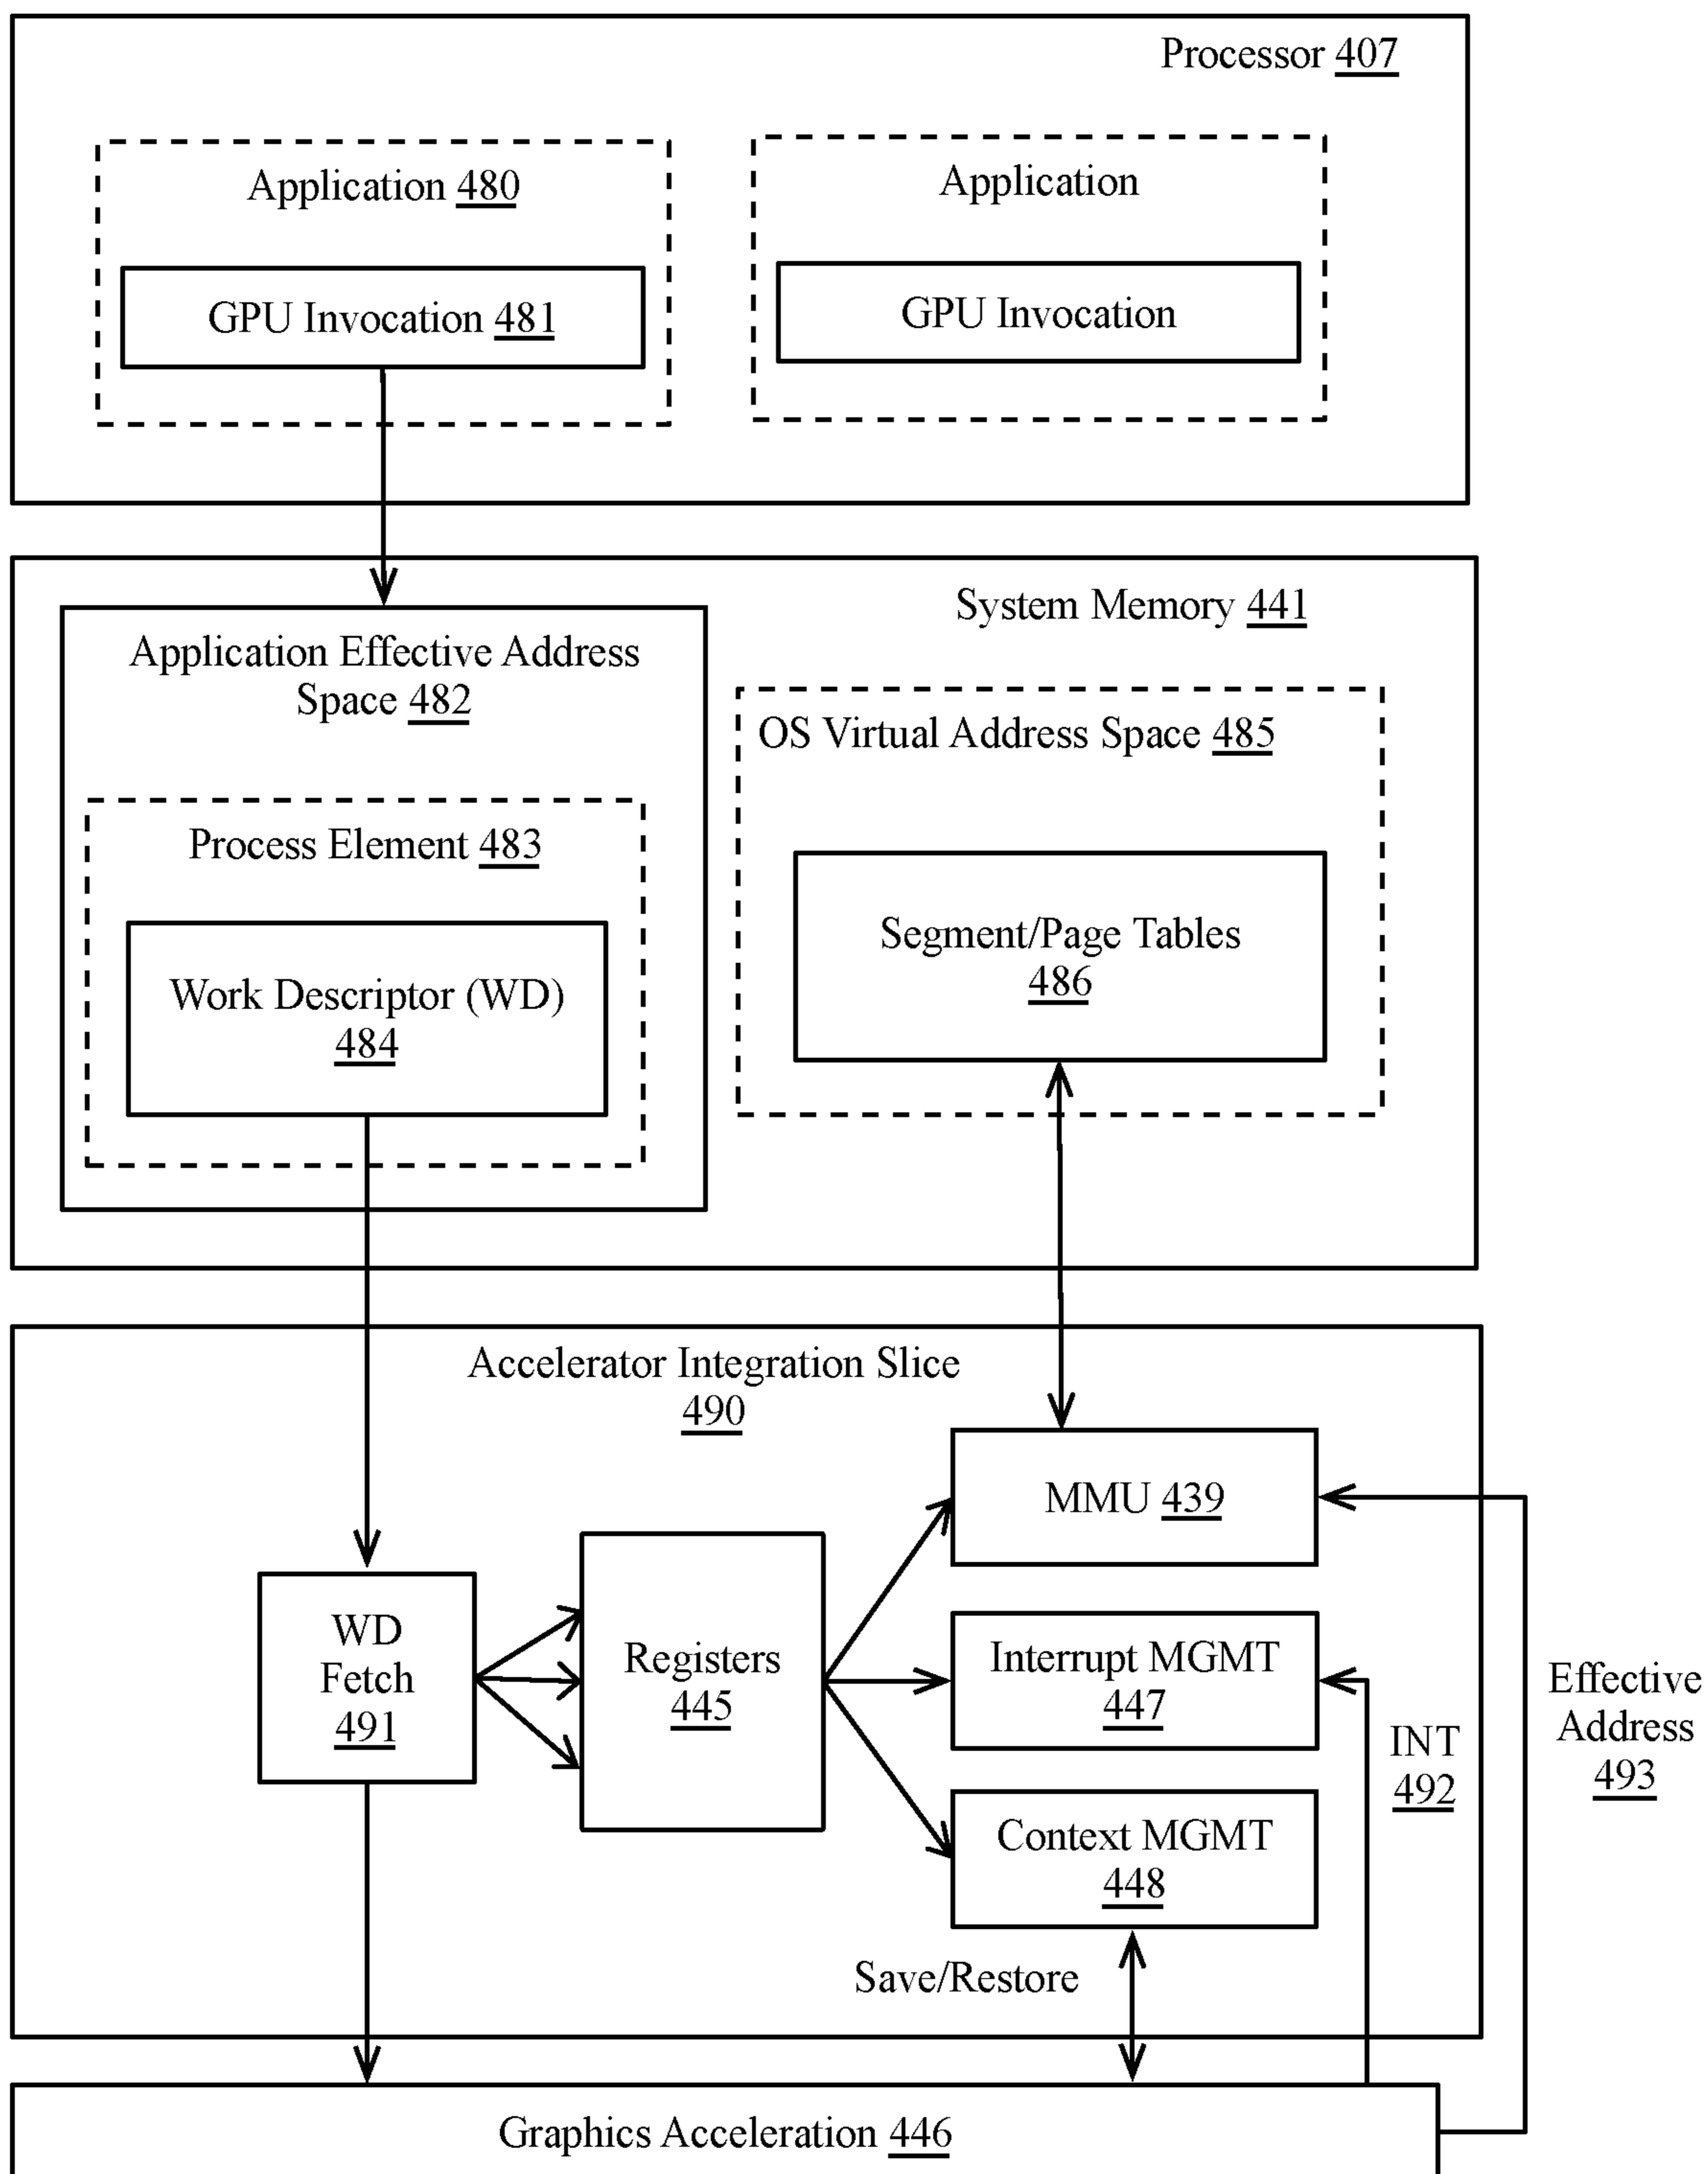 Processor 407
Application 480
GPU Invocation 481
Application
GPU Invocation
System Memory 441
Application Effective Address
Space 482
Process Element 483
Work Descriptor (WD)
484
OS Virtual Address Space 485
Segment/Page Tables
486
Accelerator Integration Slice
490
WD
Fetch
491
Registers
445
MMU 439
Interrupt MGMT
447
Context MGMT
448
Save/Restore
INT
492
Effective
Address
493
Graphics Acceleration 446